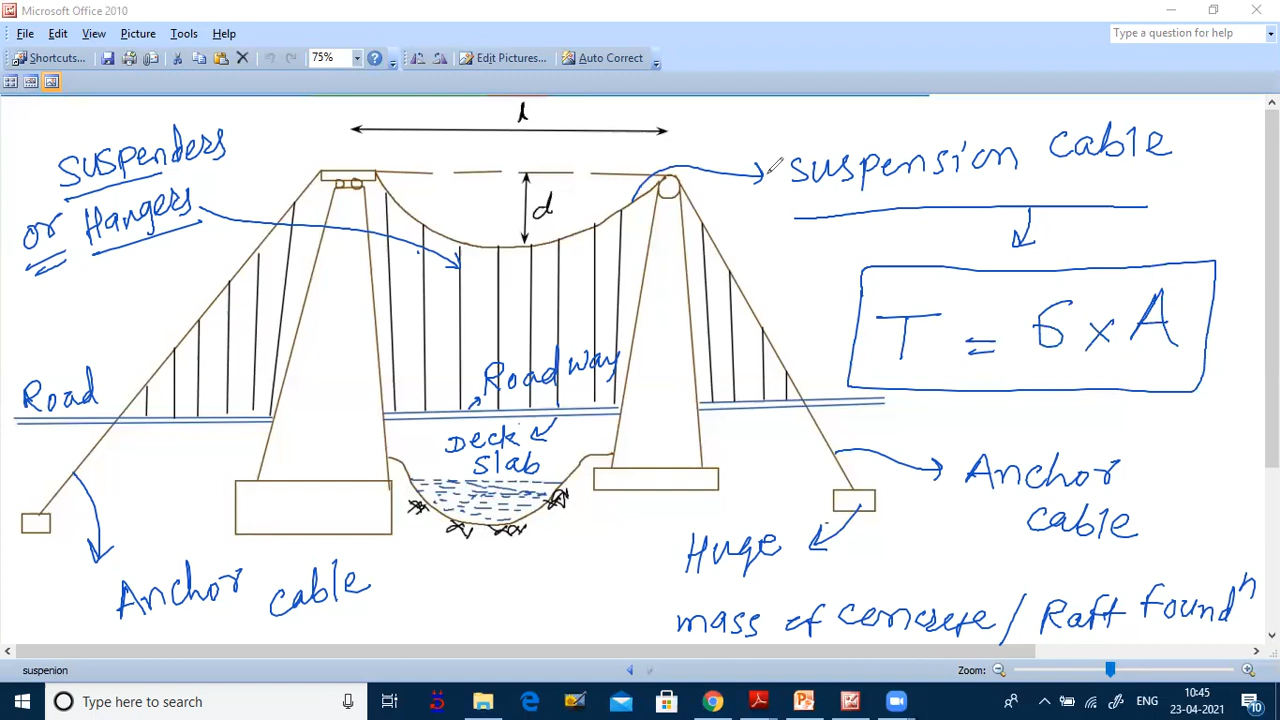 Microsoft Office 2010
File Edit View Picture Tools Help
Type a question for help
Shortcuts...
75%
Edit Pictures...
Auto Correct
l
suspenders
or Hangers
d
suspension cable
T = σ × A
Road
Roadway
Deck
slab
Anchor
cable
Huge
mass of concrete / Raft foundⁿ
Anchor cable
suspenion
Zoom:
Type here to search
ENG
10:45
23-04-2021
10